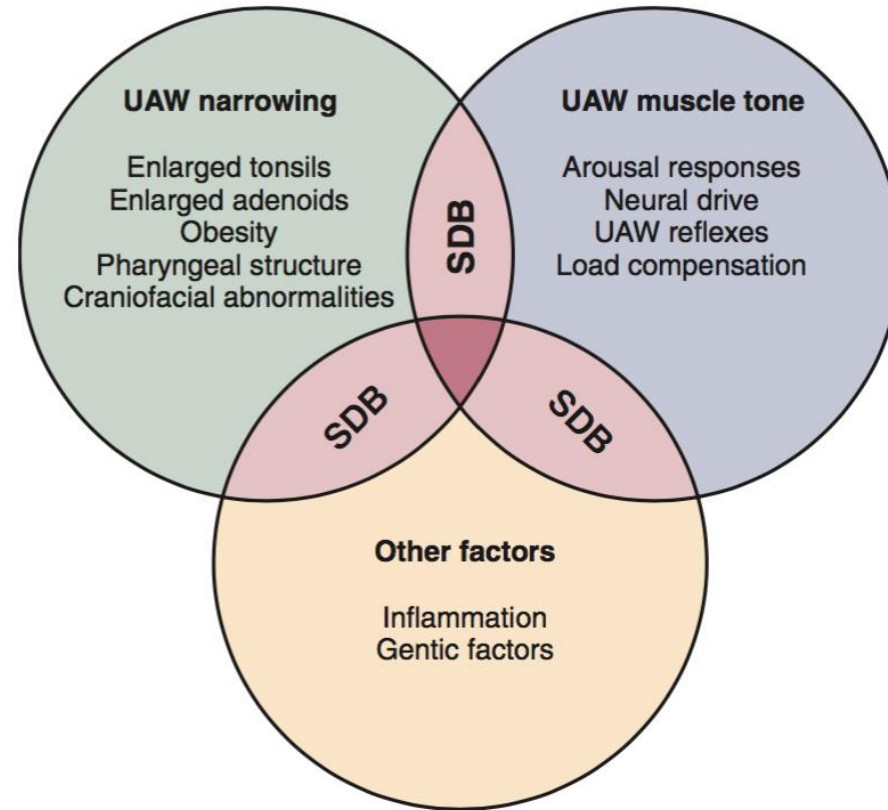 UAW narrowing
Enlarged tonsils
Enlarged adenoids
Obesity
Pharyngeal structure
Craniofacial abnormalities
UAW muscle tone
Arousal responses
Neural drive
UAW reflexes
Load compensation
SDB
SDB
SDB
Other factors
Inflammation
Gentic factors